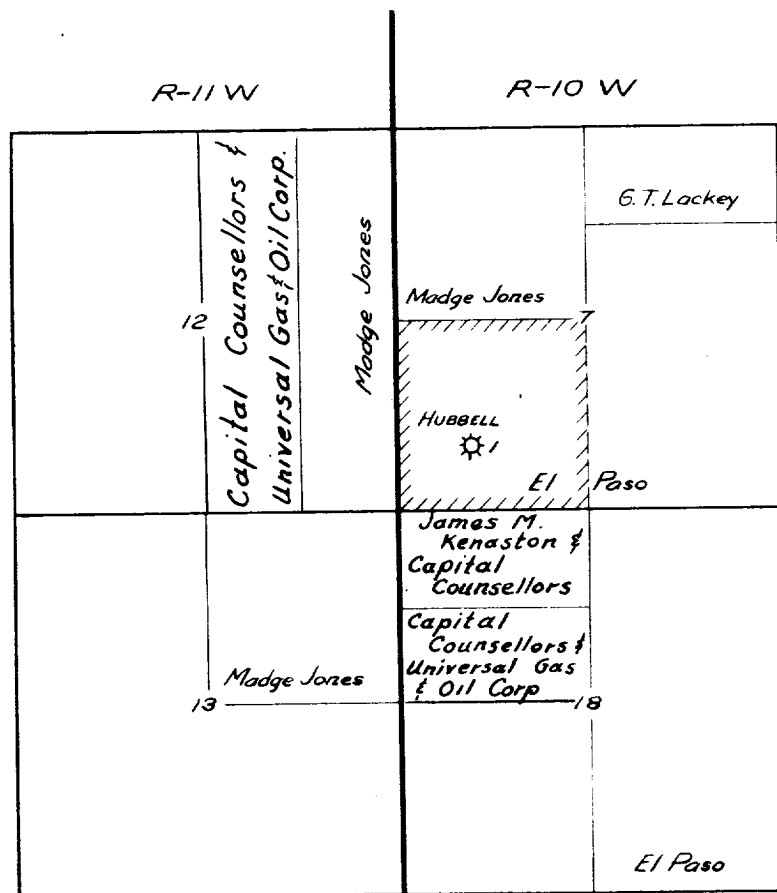 R-11 W
R-10 W
Capital Counsellors &
Universal Gas & Oil Corp.
Madge Jones
G. T. Lackey
Madge Jones
12
7
HUBBELL
1
El Paso
James M.
Kenaston &
Capital
Counsellors
Capital
Counsellors &
Universal Gas
& Oil Corp
Madge Jones
13
18
El Paso